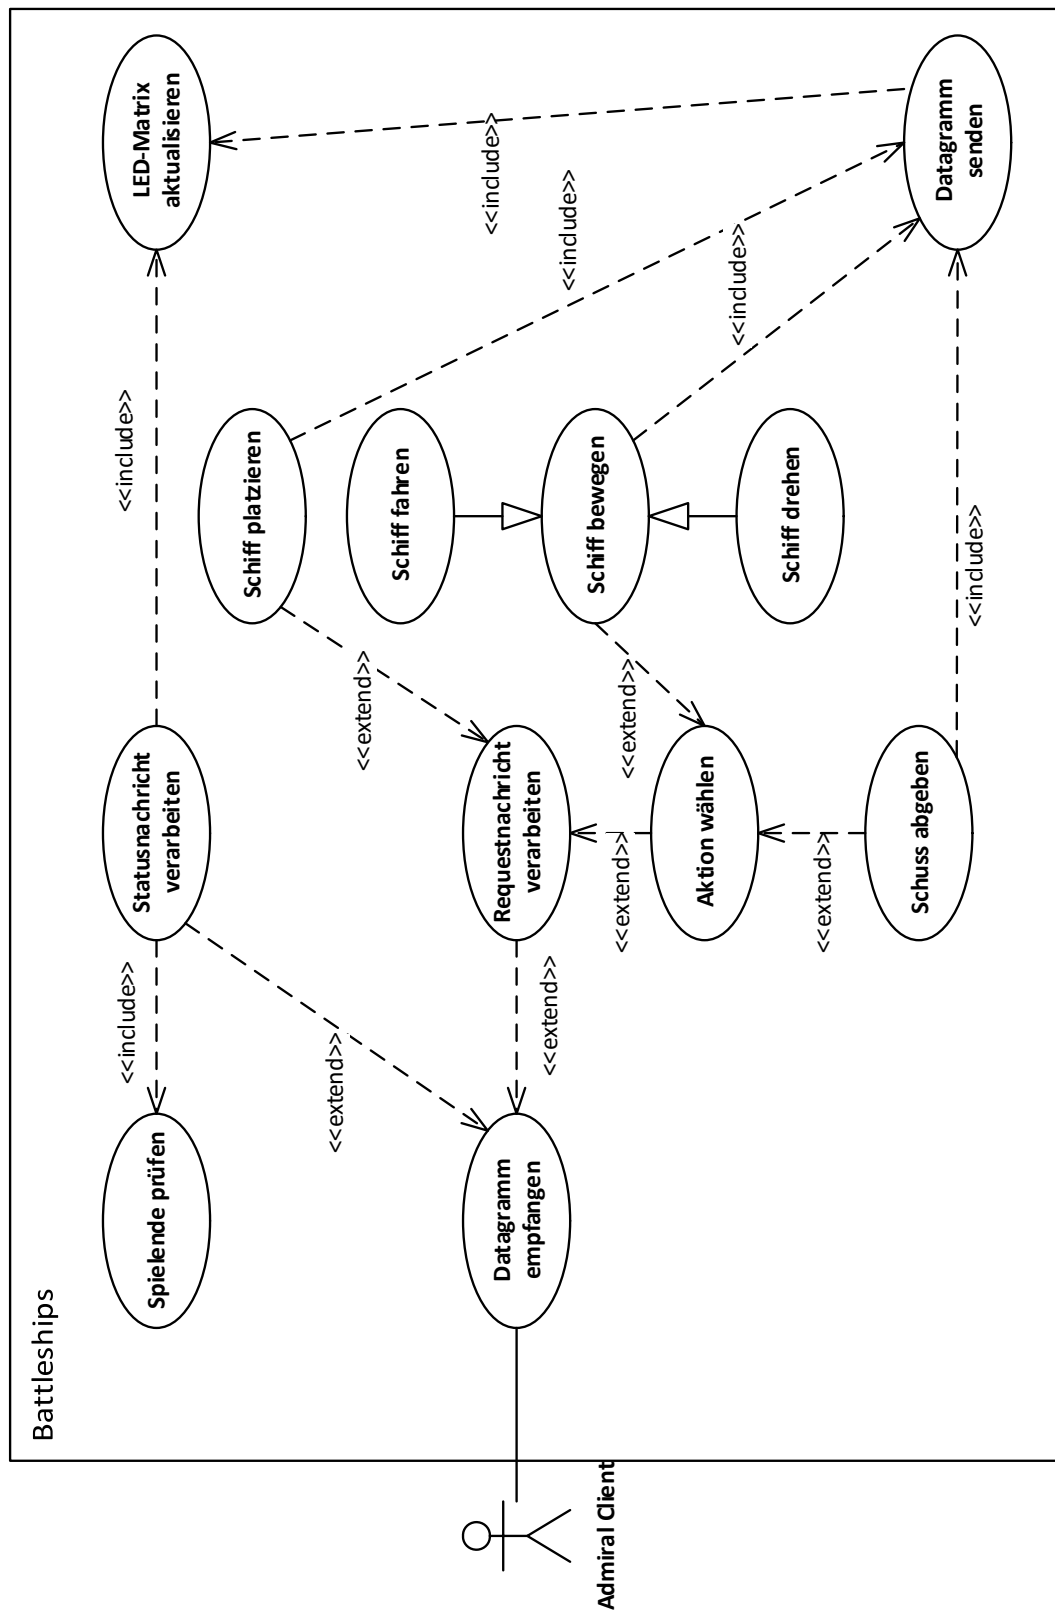 Battleships
Admiral Client
Spielende prüfen
<<include>>
Statusnachricht
verarbeiten
<<include>>
LED-Matrix
aktualisieren
<<extend>>
Datagramm
empfangen
<<extend>>
Requestnachricht
verarbeiten
<<extend>>
Schiff platzieren
<<include>>
<<include>>
Schiff fahren
<<extend>>
Aktion wählen
<<extend>>
Schiff bewegen
<<include>>
Schiff drehen
<<extend>>
Schuss abgeben
<<include>>
Datagramm
senden